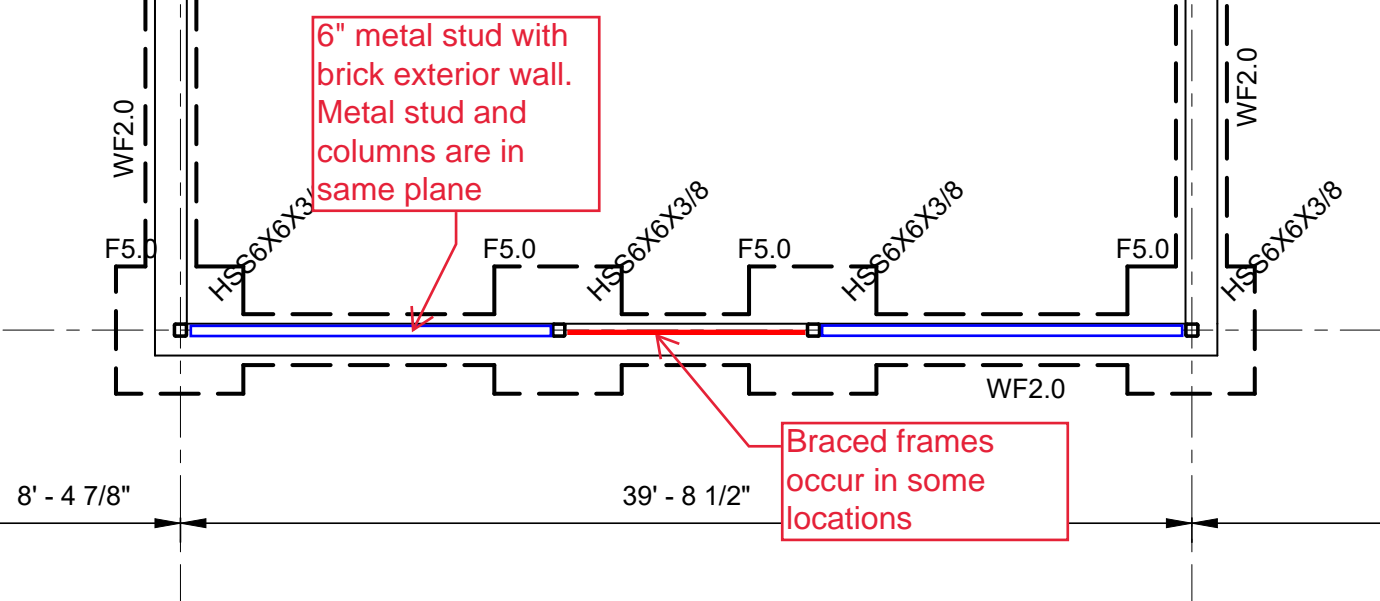 6" metal stud with
brick exterior wall.
Metal stud and
columns are in
same plane
WF2.0
WF2.0
HSS6X6X3/
HSS6X6X3/8
HSS6X6X3/8
HSS6X6X3/8
F5.0
F5.0
F5.0
F5.0
WF2.0
Braced frames
occur in some
locations
8' - 4 7/8"
39' - 8 1/2"